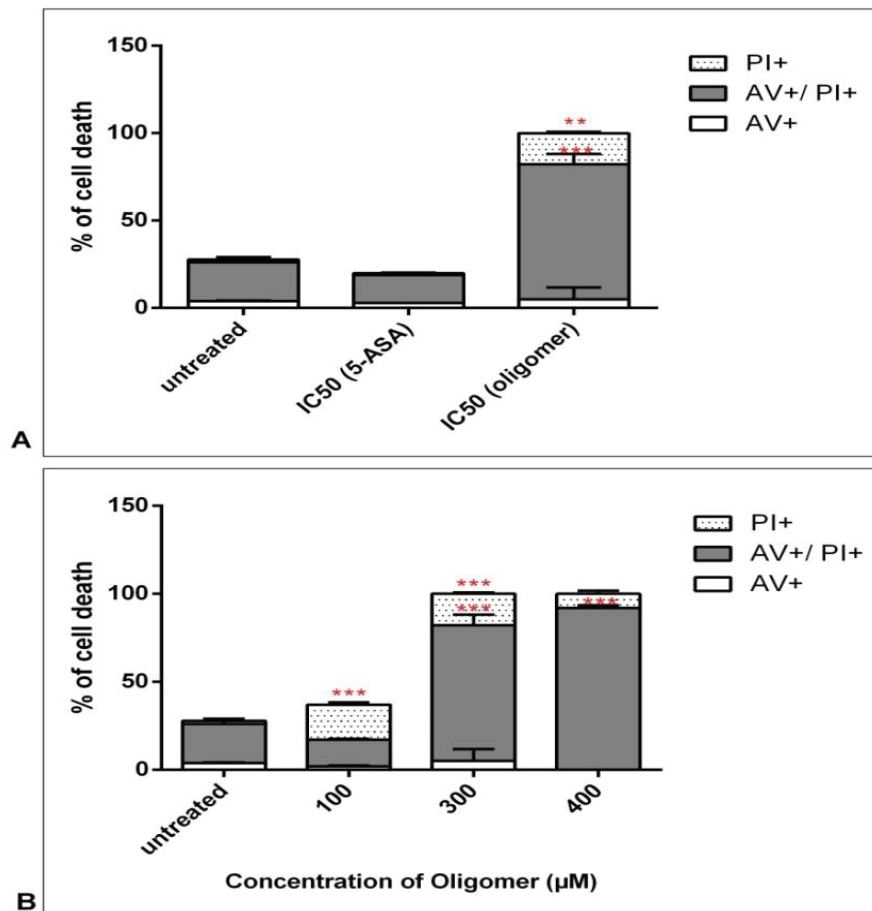 150
100
50
0
% of cell death
PI+
AV+/ PI+
AV+
**
***
untreated
IC50 (5-ASA)
IC50 (oligomer)
A
150
100
50
0
% of cell death
PI+
AV+/ PI+
AV+
***
***
***
***
untreated
100
300
400
Concentration of Oligomer (µM)
B